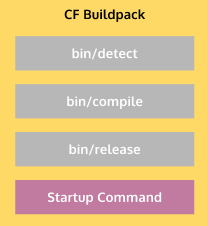 CF Buildpack
bin/detect
bin/compile
bin/release
Startup Command